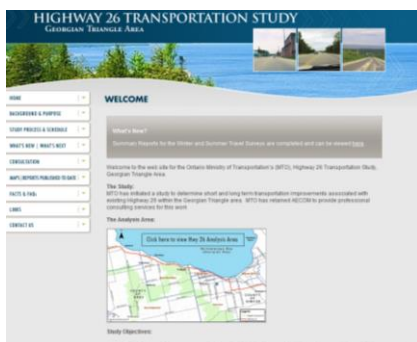 HIGHWAY 26 TRANSPORTATION STUDY
GEORGIAN TRIANGLE AREA
HOME
BACKGROUND & PURPOSE
STUDY PROCESS & SCHEDULE
WHAT'S NEW | WHAT'S NEXT
CONSULTATION
MAPS/REPORTS PUBLISHED TO DATE
FACTS & FAQs
LINKS
CONTACT US
WELCOME
What's New?
Summary Reports for the Winter and Summer Travel Surveys are completed and can be viewed here.
Welcome to the web site for the Ontario Ministry of Transportation's (MTO), Highway 26 Transportation Study,
Georgian Triangle Area.
The Study:
MTO has initiated a study to determine short and long term transportation improvements associated with
existing Highway 26 within the Georgian Triangle area. MTO has retained AECOM to provide professional
consulting services for this work.
The Analysis Area:
Click here to view Hwy 26 Analysis Area
Study Objectives: